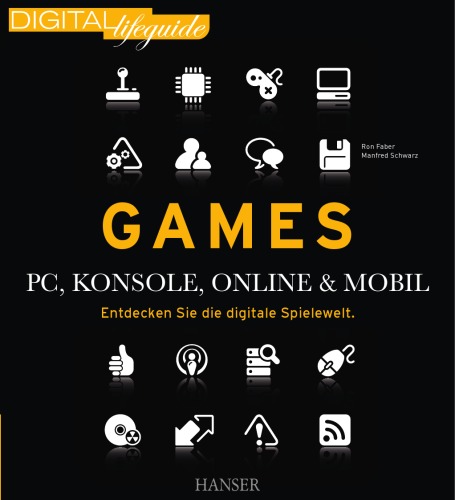 DIGITAL
lifeguide
Ron Faber
Manfred Schwarz
GAMES
PC, KONSOLE, ONLINE & MOBIL
Entdecken Sie die digitale Spielewelt.
HANSER